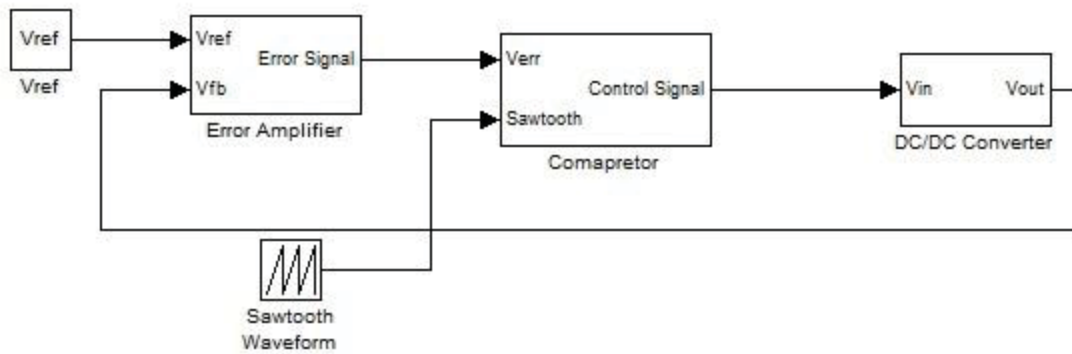 Vref
Vref
Vref
Vfb
Error Signal
Error Amplifier
Verr
Sawtooth
Control Signal
Comapretor
Vin
Vout
DC/DC Converter
Sawtooth
Waveform